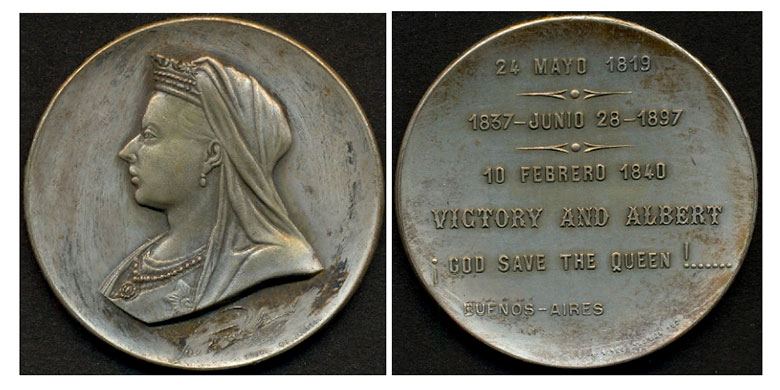 24 MAYO 1819
1837-JUNIO 28-1897
10 FEBRERO 1840
VICTORY AND ALBERT
¡ GOD SAVE THE QUEEN !.......
BUENOS-AIRES